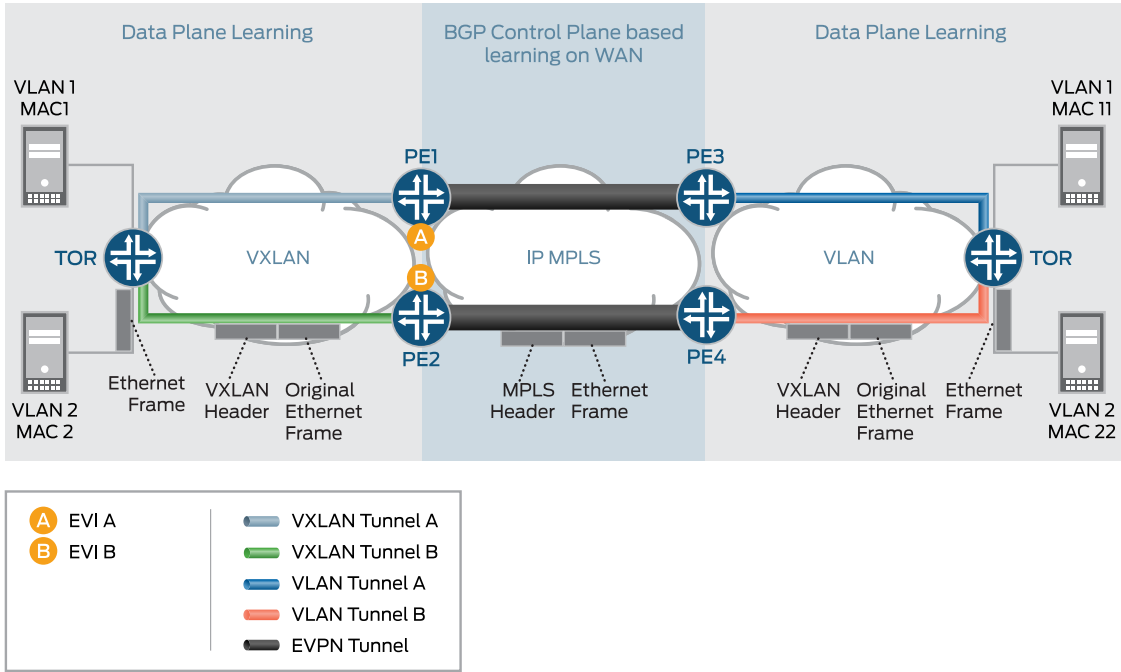 Data Plane Learning
BGP Control Plane based
learning on WAN
Data Plane Learning
VLAN 1
MAC1
VLAN 1
MAC 11
PE1
PE3
A
TOR
VXLAN
IP MPLS
VLAN
TOR
B
PE2
PE4
VLAN 2
MAC 2
Ethernet
Frame
VXLAN
Header
Original
Ethernet
Frame
MPLS
Header
Ethernet
Frame
VXLAN
Header
Original
Ethernet
Frame
Ethernet
Frame
VLAN 2
MAC 22
A EVI A
B EVI B
VXLAN Tunnel A
VXLAN Tunnel B
VLAN Tunnel A
VLAN Tunnel B
EVPN Tunnel